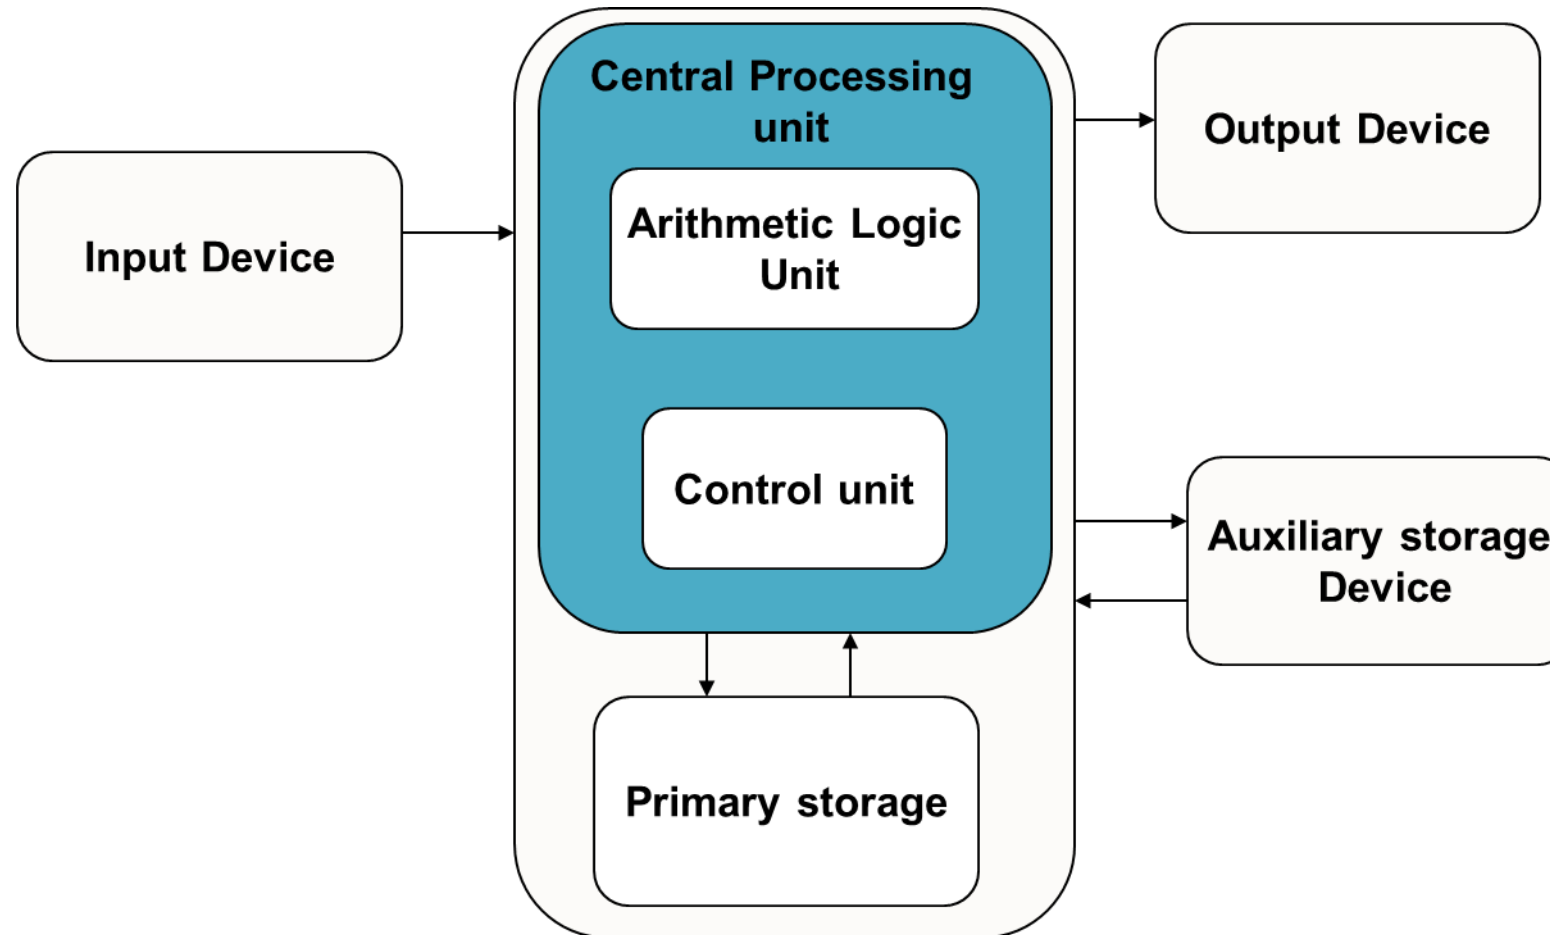 Central Processing
unit
Output Device
Arithmetic Logic
Unit
Input Device
Control unit
Auxiliary storage
Device
Primary storage